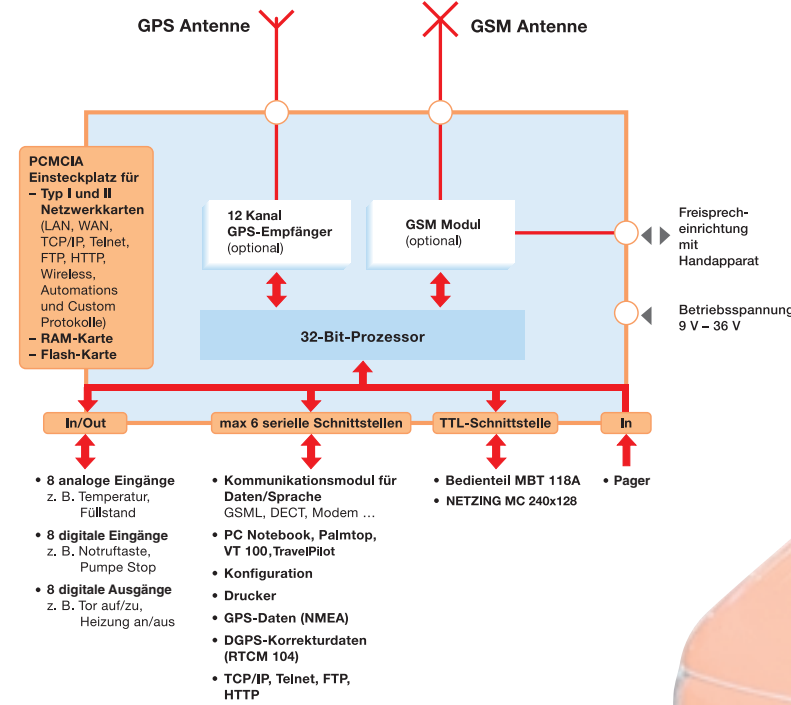 GPS Antenne
GSM Antenne
PCMCIA
Einsteckplatz für
– Typ I und II
Netzwerkkarten
(LAN, WAN,
TCP/IP, Telnet,
FTP, HTTP,
Wireless,
Automations
und Custom
Protokolle)
– RAM-Karte
– Flash-Karte
12 Kanal
GPS-Empfänger
(optional)
GSM Modul
(optional)
Freisprech-
einrichtung
mit
Handapparat
Betriebsspannung
9 V – 36 V
32-Bit-Prozessor
In/Out
max 6 serielle Schnittstellen
TTL-Schnittstelle
In
• 8 analoge Eingänge
z. B. Temperatur,
Füllstand
• 8 digitale Eingänge
z. B. Notruftaste,
Pumpe Stop
• 8 digitale Ausgänge
z. B. Tor auf/zu,
Heizung an/aus
• Kommunikationsmodul für
Daten/Sprache
GSML, DECT, Modem ...
• PC Notebook, Palmtop,
VT 100, TravelPilot
• Konfiguration
• Drucker
• GPS-Daten (NMEA)
• DGPS-Korrekturdaten
(RTCM 104)
• TCP/IP, Telnet, FTP,
HTTP
• Bedienteil MBT 118A
• NETZING MC 240x128
• Pager